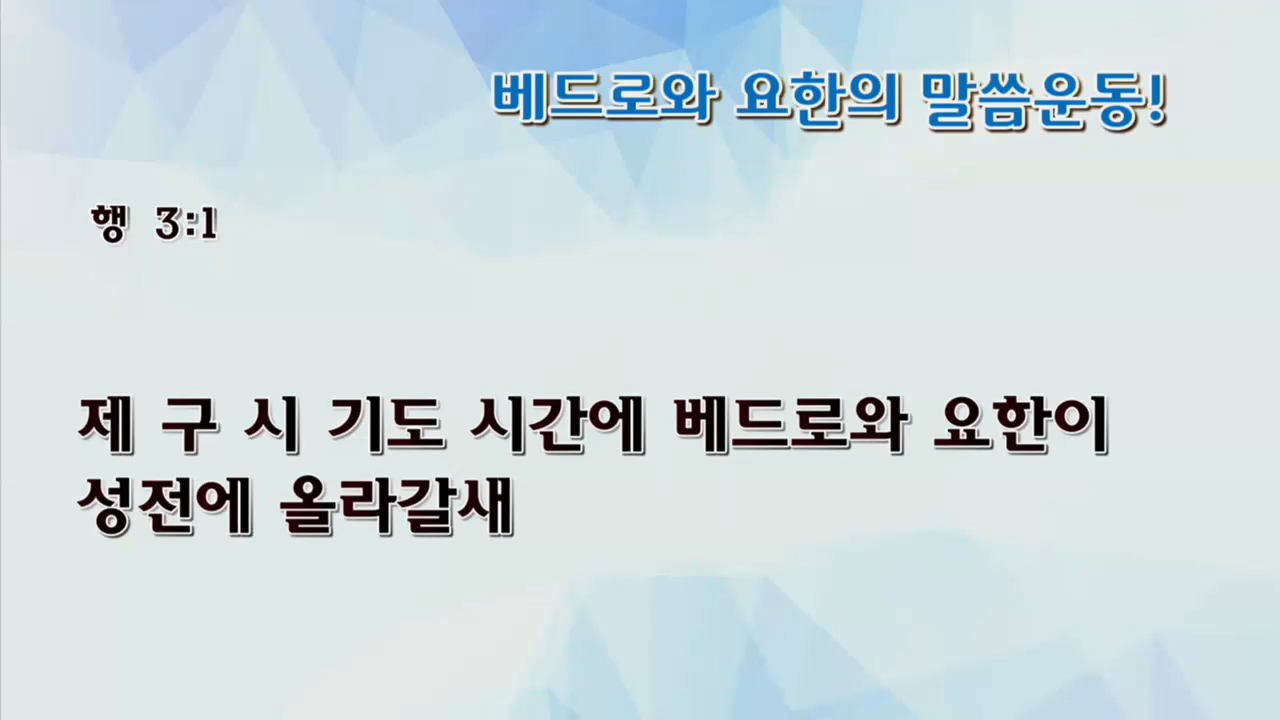 베드로와 요한의 말씀운동!
행 3:1
제 구 시 기도 시간에 베드로와 요한이
성전에 올라갈새